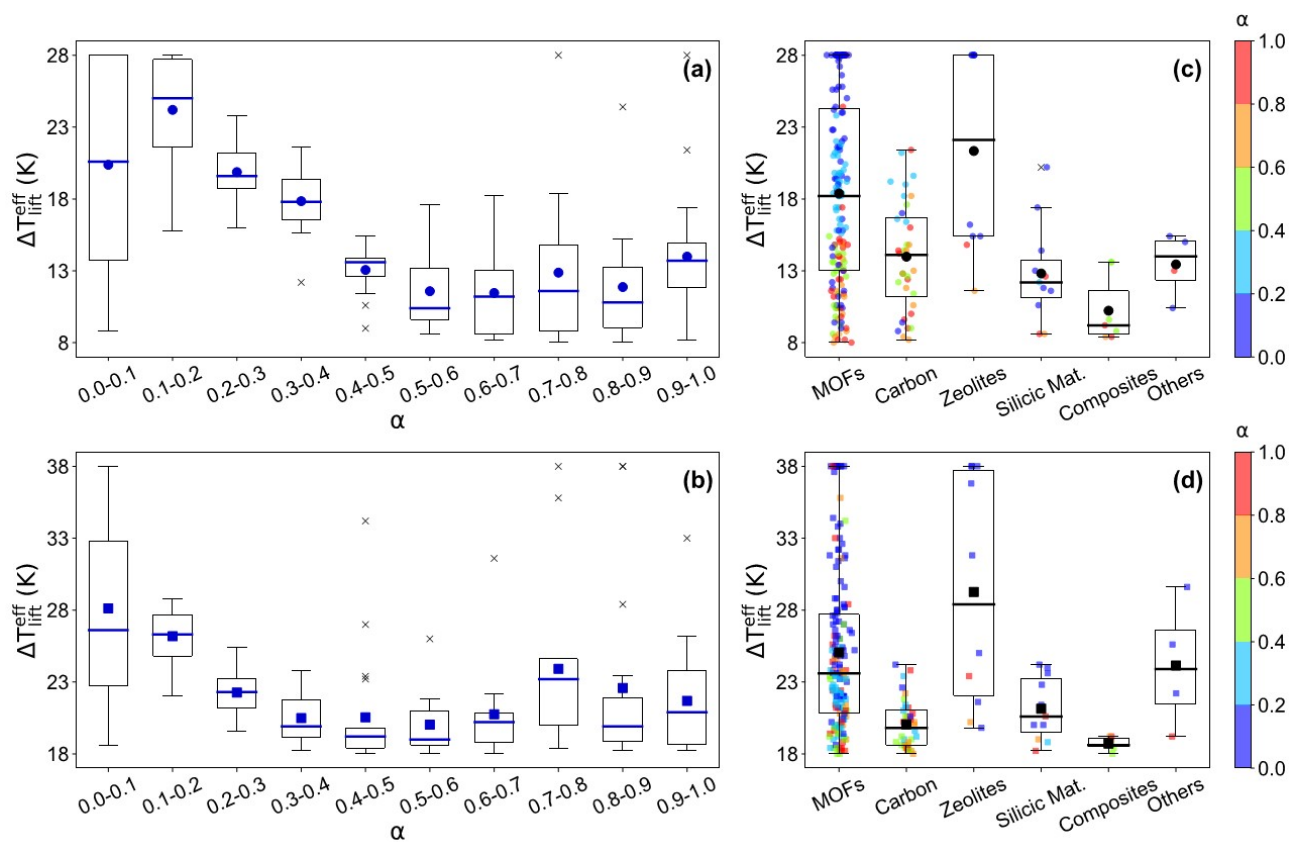 (a)
ΔT_lift^eff (K)
28
23
18
13
8
0.0-0.1
0.1-0.2
0.2-0.3
0.3-0.4
0.4-0.5
0.5-0.6
0.6-0.7
0.7-0.8
0.8-0.9
0.9-1.0
α
(c)
ΔT_lift^eff (K)
28
23
18
13
8
MOFs
Carbon
Zeolites
Silicic Mat.
Composites
Others
α
1.0
0.8
0.6
0.4
0.2
0.0
(b)
ΔT_lift^eff (K)
38
33
28
23
18
0.0-0.1
0.1-0.2
0.2-0.3
0.3-0.4
0.4-0.5
0.5-0.6
0.6-0.7
0.7-0.8
0.8-0.9
0.9-1.0
α
(d)
ΔT_lift^eff (K)
38
33
28
23
18
MOFs
Carbon
Zeolites
Silicic Mat.
Composites
Others
α
1.0
0.8
0.6
0.4
0.2
0.0